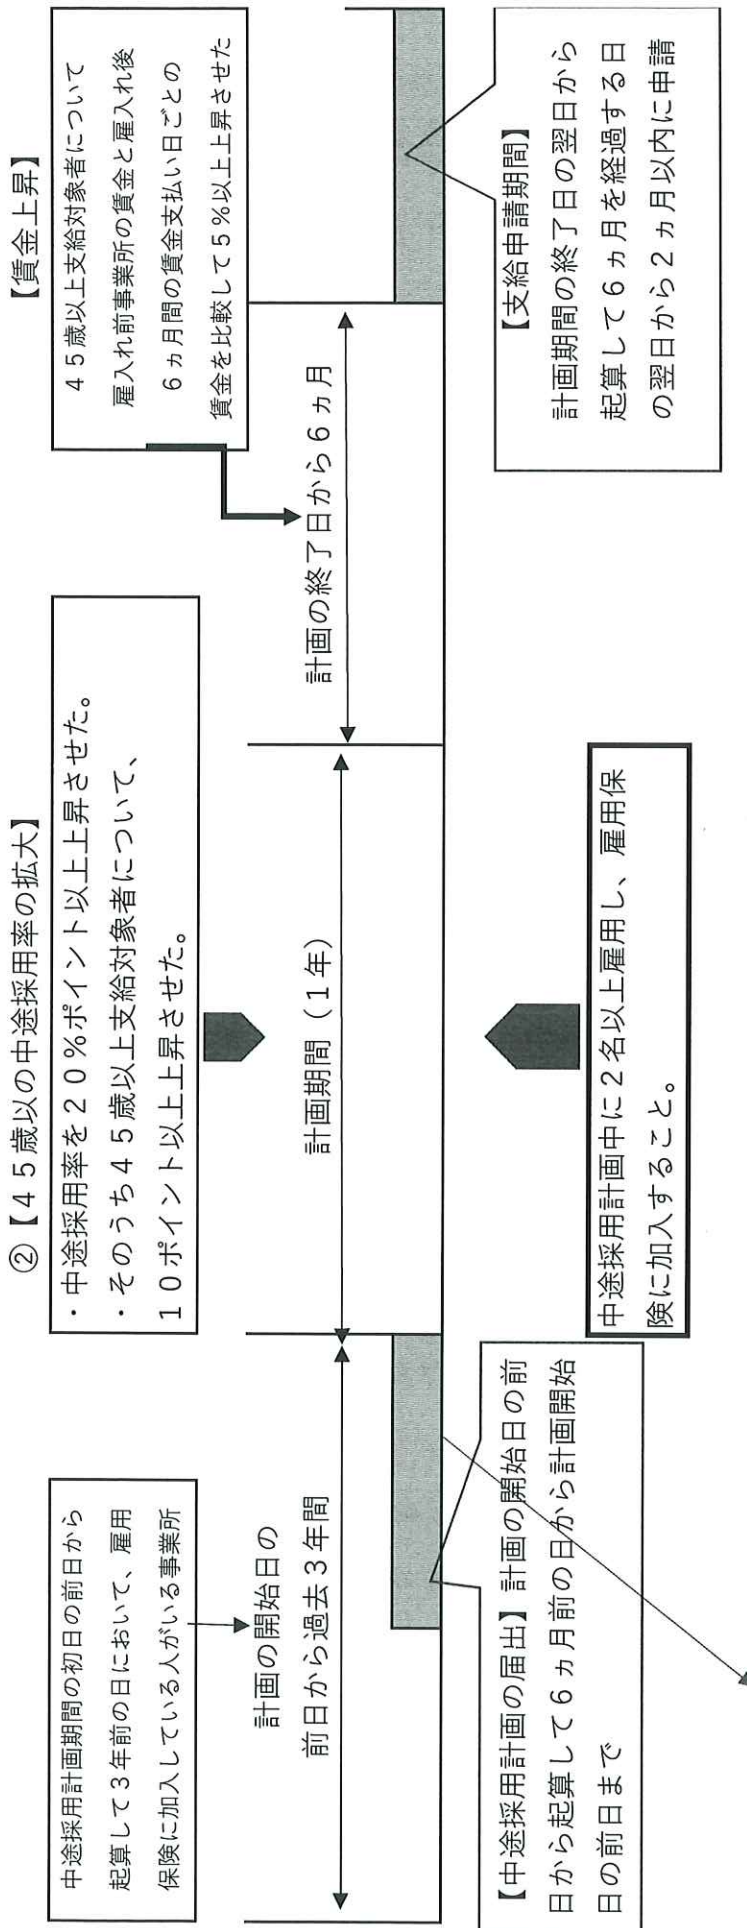 ②【４５歳以の中途採用率の拡大】
【賃金上昇】
中途採用計画期間の初日の前日から
起算して３年前の日において、雇用
保険に加入している人がいる事業所
・中途採用率を２０％ポイント以上上昇させた。
・そのうち４５歳以上支給対象者について、
１０ポイント以上上昇させた。
４５歳以上支給対象者について
雇入れ前事業所の賃金と雇入れ後
６ヵ月間の賃金支払い日ごとの
賃金を比較して５％以上上昇させた
計画の開始日の
前日から過去３年間
計画期間（１年）
計画の終了日から６ヵ月
【中途採用計画の届出】計画の開始日の前
日から起算して６ヵ月前の日から計画開始
日の前日まで
中途採用計画中に２名以上雇用し、雇用保
険に加入すること。
【支給申請期間】
計画期間の終了日の翌日から
起算して６ヵ月を経過する日
の翌日から２ヵ月以内に申請